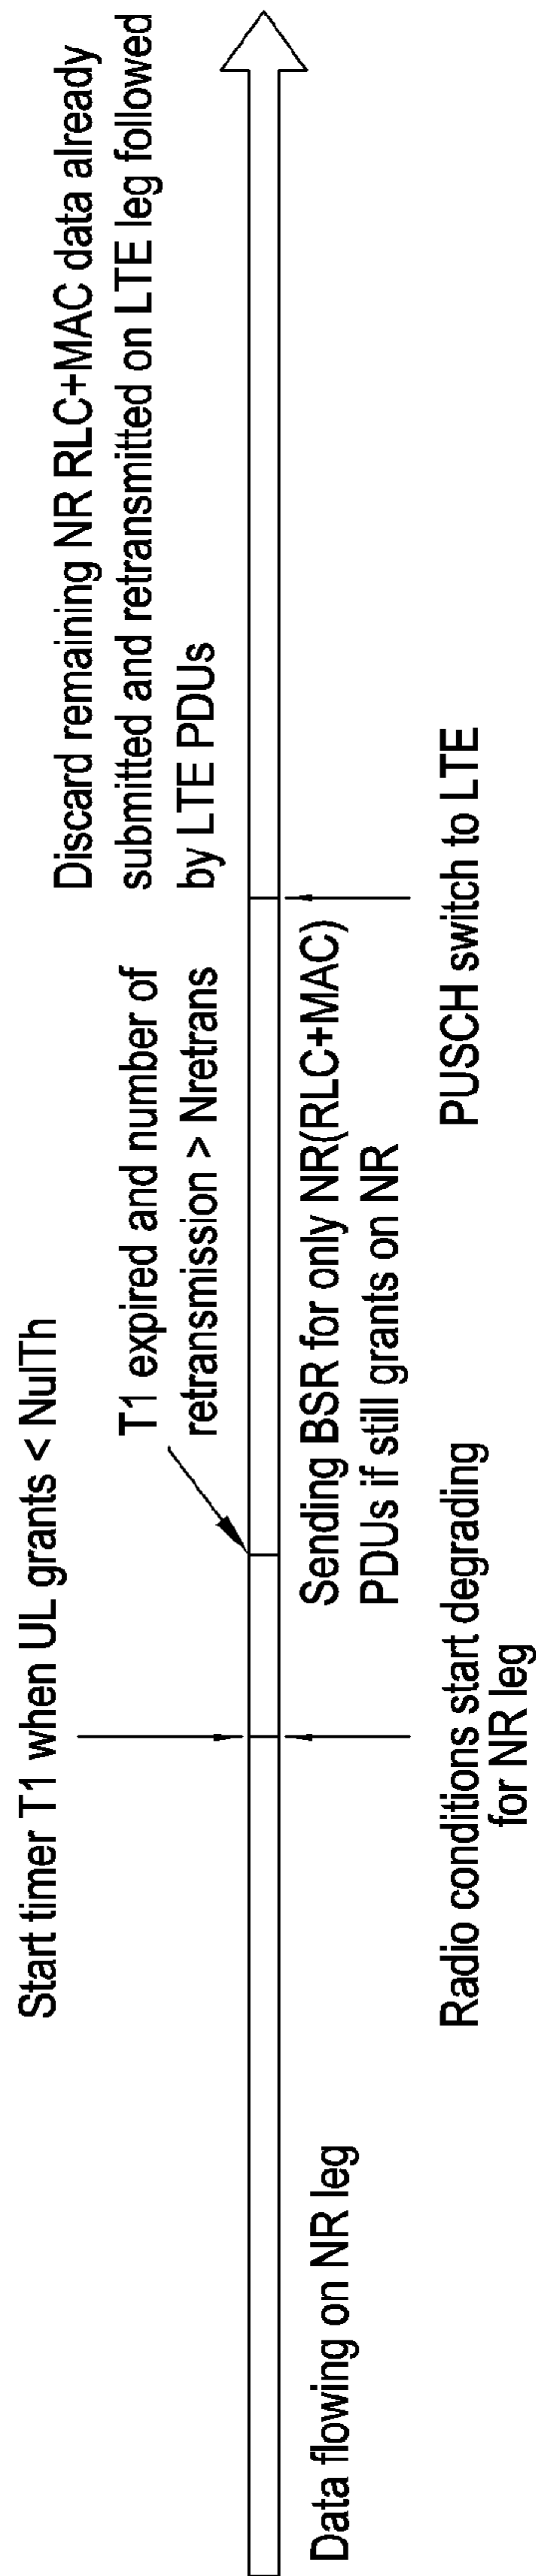 Start timer T1 when UL grants < NulTh
T1 expired and number of
retransmission > Nretrans
Discard remaining NR RLC+MAC data already
submitted and retransmitted on LTE leg followed
by LTE PDUs
Data flowing on NR leg
Sending BSR for only NR(RLC+MAC)
PDUs if still grants on NR
Radio conditions start degrading
for NR leg
PUSCH switch to LTE